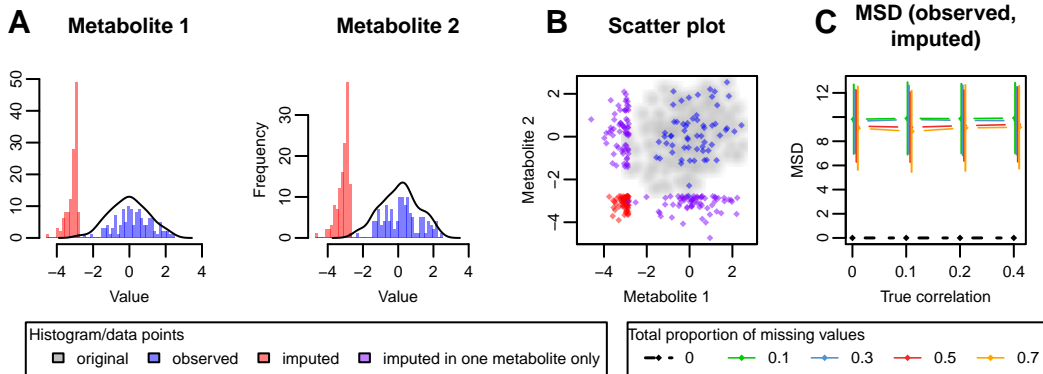 A
Metabolite 1
Metabolite 2
B
Scatter plot
C
MSD (observed,
imputed)
50
40
30
20
10
0
−4 −2 0 2 4
Value
Frequency
30
20
10
0
−4 −2 0 2 4
Value
Metabolite 2
2
0
−2
−4
−4 −2 0 2
Metabolite 1
MSD
12
10
8
6
4
2
0
0 0.1 0.2 0.4
True correlation
Histogram/data points
original observed imputed imputed in one metabolite only
Total proportion of missing values
0 0.1 0.3 0.5 0.7